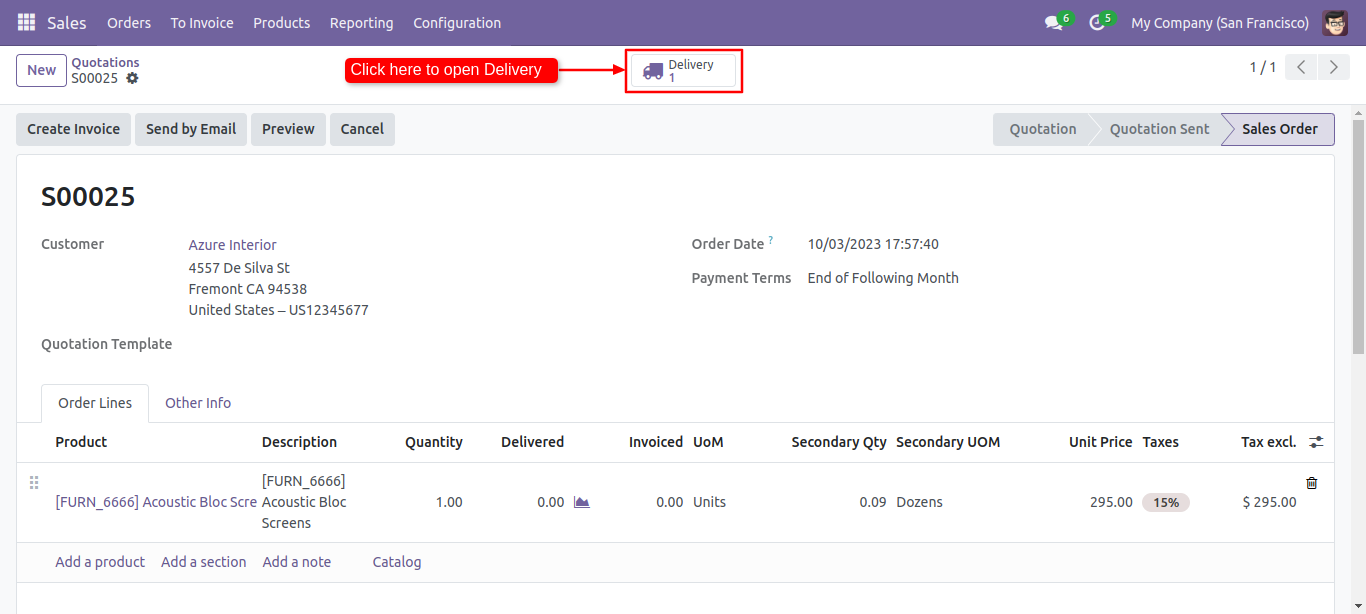 Sales Orders To Invoice Products Reporting Configuration 6 5 My Company (San Francisco)
New Quotations
S00025
Click here to open Delivery
Delivery
1
1 / 1
Create Invoice Send by Email Preview Cancel Quotation Quotation Sent Sales Order
S00025
Customer Azure Interior Order Date ? 10/03/2023 17:57:40
4557 De Silva St
Fremont CA 94538 Payment Terms End of Following Month
United States – US12345677
Quotation Template
Order Lines Other Info
Product Description Quantity Delivered Invoiced UoM Secondary Qty Secondary UOM Unit Price Taxes Tax excl.
[FURN_6666]
[FURN_6666] Acoustic Bloc Scre Acoustic Bloc 1.00 0.00 0.00 Units 0.09 Dozens 295.00 15% $ 295.00
Screens
Add a product Add a section Add a note Catalog